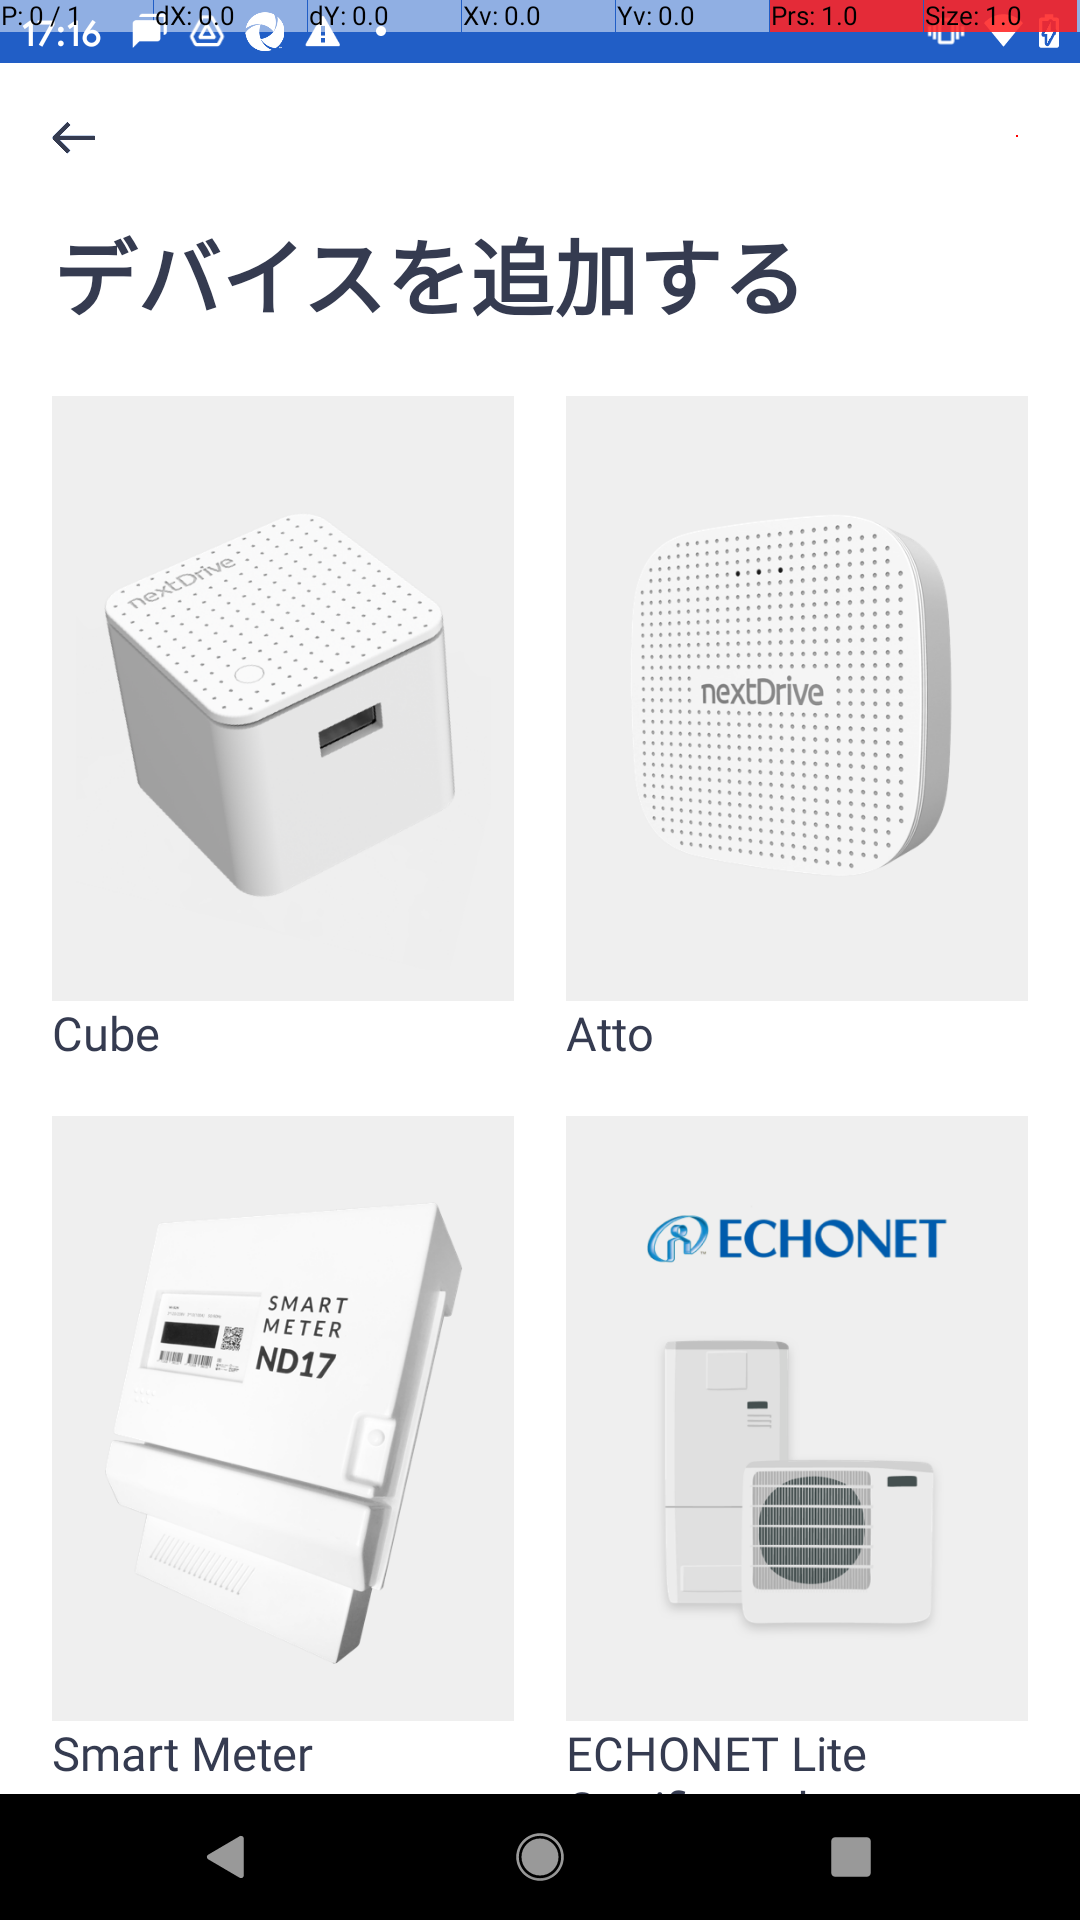 P: 0 / 1 dX: 0.0 dY: 0.0 Xv: 0.0 Yv: 0.0 Prs: 1.0 Size: 1.0
17:16
デバイスを追加する
nextDrive
nextDrive
Cube
Atto
SMART
METER
ND17
ECHONET
Smart Meter
ECHONET Lite